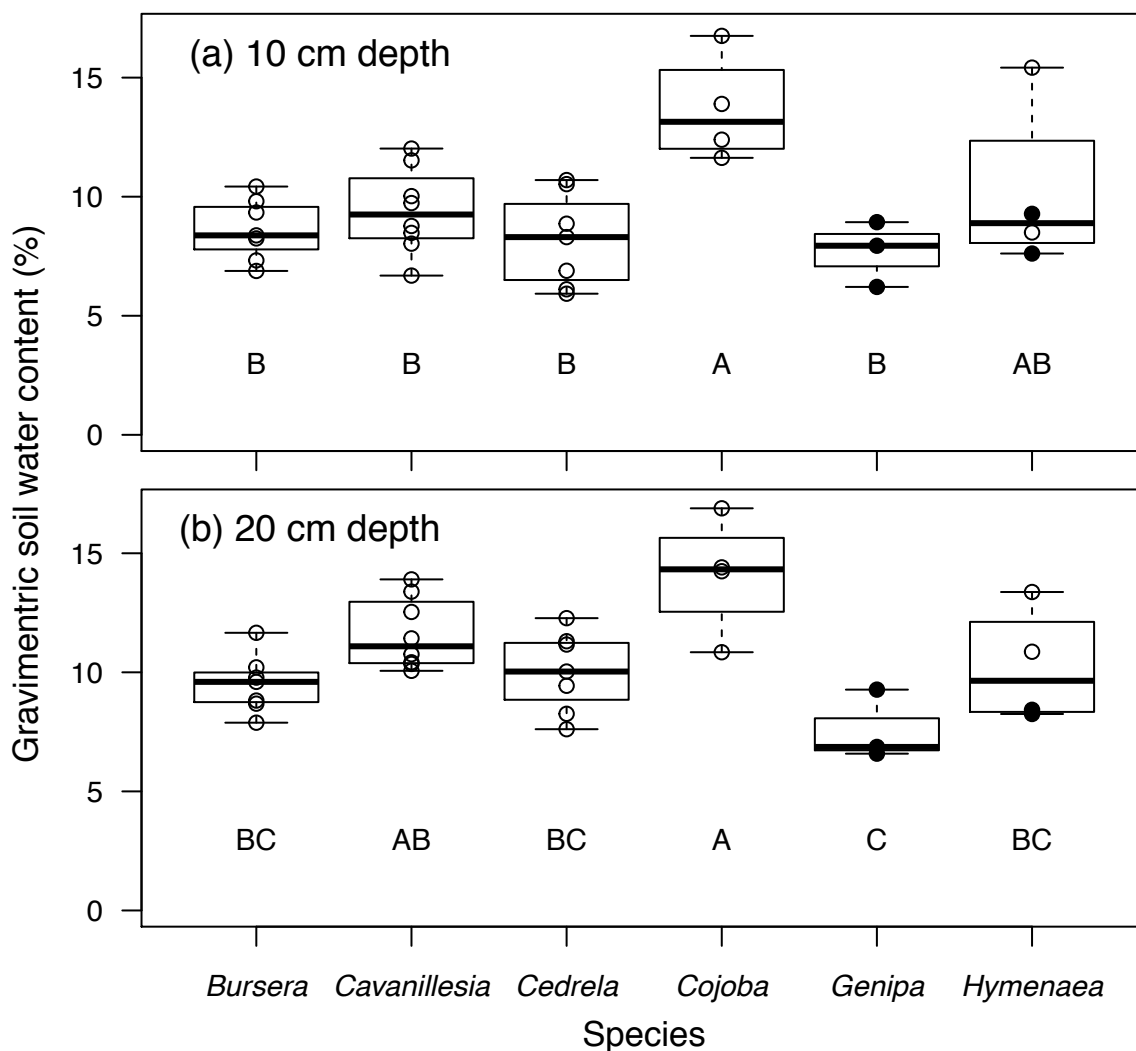 (a) 10 cm depth
15
10
5
0
B B B A B AB
(b) 20 cm depth
15
10
5
0
BC AB BC A C BC
Bursera Cavanillesia Cedrela Cojoba Genipa Hymenaea
Species
Gravimentric soil water content (%)